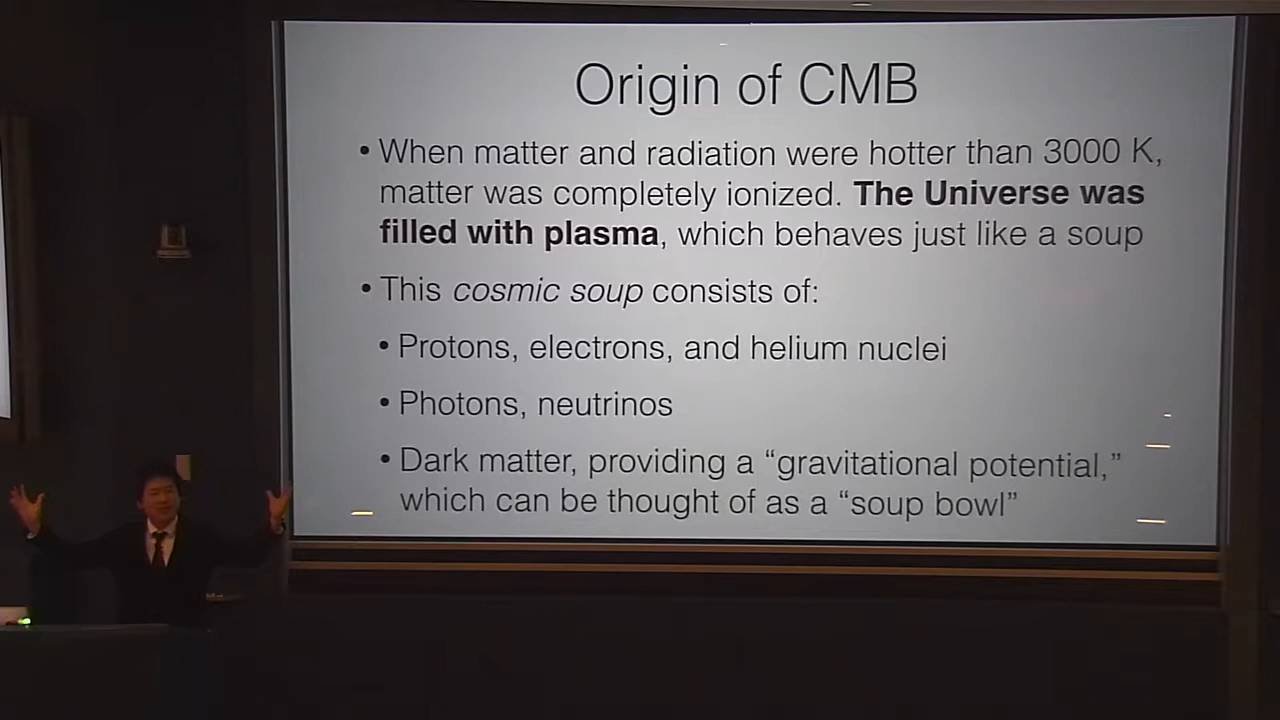 Origin of CMB
• When matter and radiation were hotter than 3000 K,
matter was completely ionized. The Universe was
filled with plasma, which behaves just like a soup
• This cosmic soup consists of:
• Protons, electrons, and helium nuclei
• Photons, neutrinos
• Dark matter, providing a “gravitational potential,”
which can be thought of as a “soup bowl”